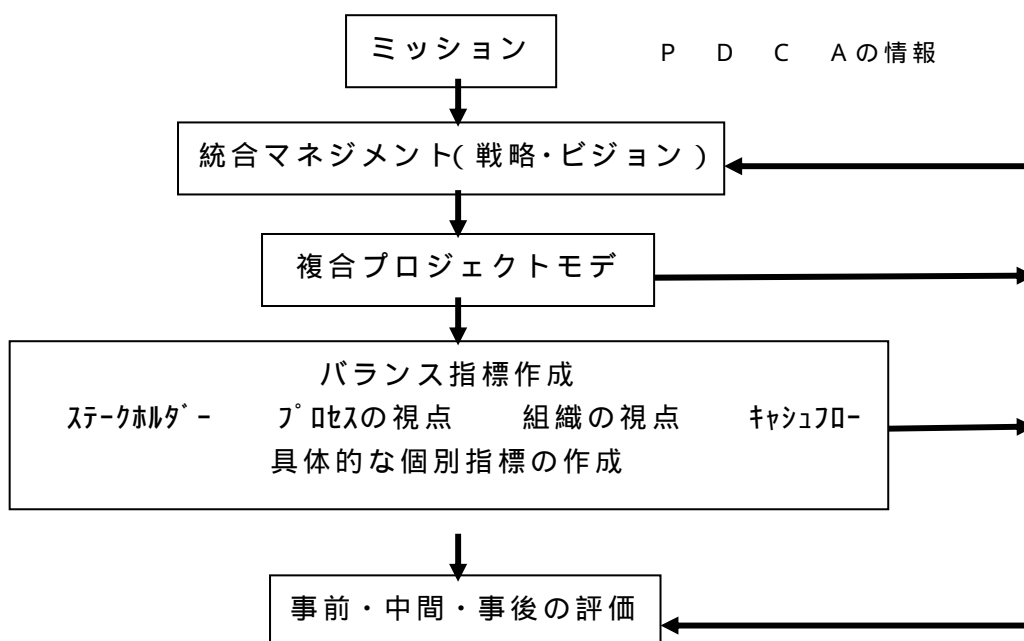 ミッション
P D C Aの情報
統合マネジメント(戦略・ビジョン)
複合プロジェクトモデ
バランス指標作成
ｽﾃｰｸﾎﾙﾀﾞｰ ﾌﾟﾛｾｽの視点 組織の視点 ｷｬｼｭﾌﾛｰ
具体的な個別指標の作成
事前・中間・事後の評価